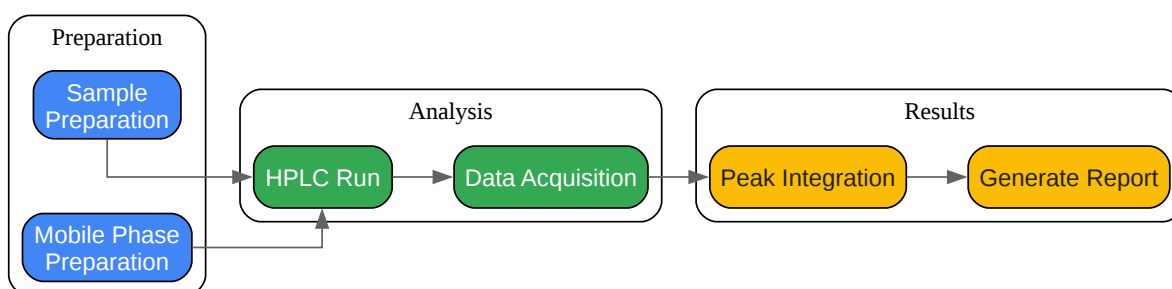 Preparation
Sample
Preparation
Mobile Phase
Preparation
Analysis
HPLC Run
Data Acquisition
Results
Peak Integration
Generate Report